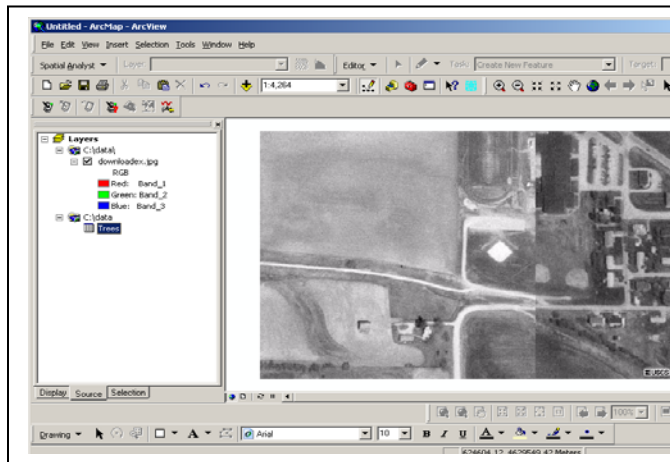 Untitled - ArcMap - ArcView
File Edit View Insert Selection Tools Window Help
Spatial Analyst Layer: Editor Task: Create New Feature Target:
1:4,264
Layers
C:\data\
downloadex.jpg
RGB
Red: Band_1
Green: Band_2
Blue: Band_3
C:\data
Trees
USGS
Display Source Selection
100%
Drawing A Arial 10 B I U A
624604.12 4629549.42 Meters